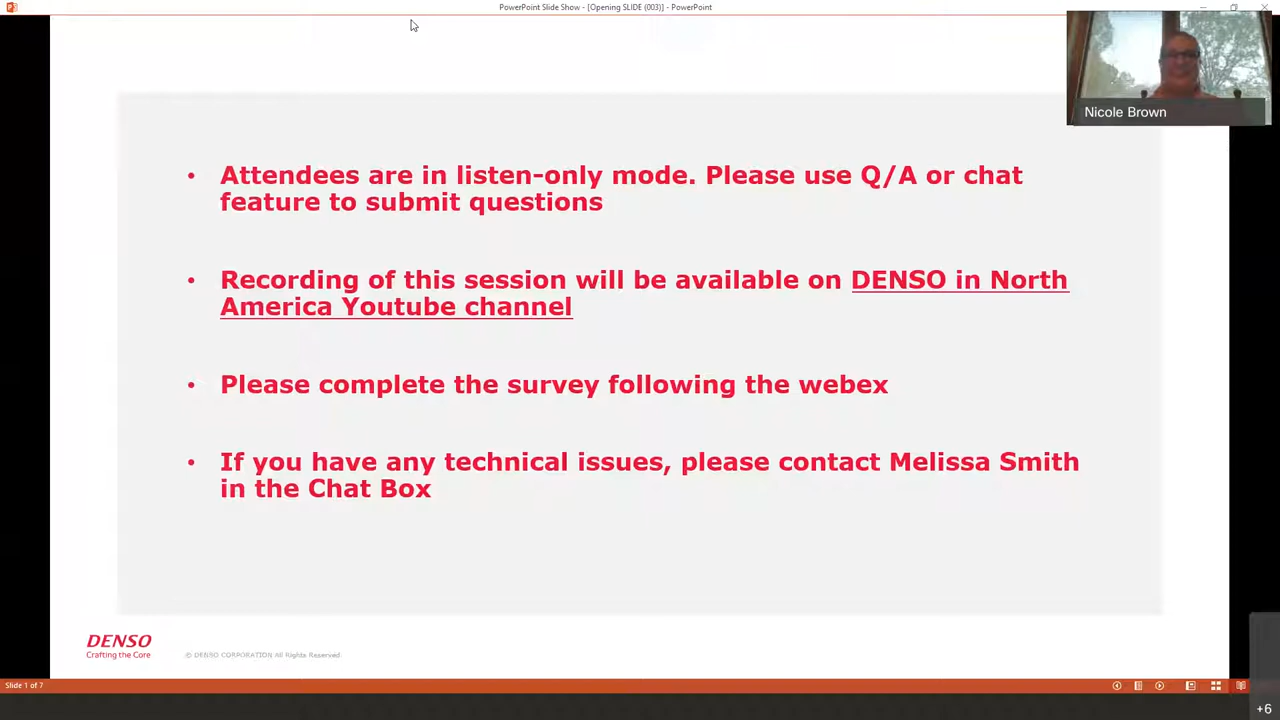 PowerPoint Slide Show - [Opening SLIDE (003)] - PowerPoint
Nicole Brown
• Attendees are in listen-only mode. Please use Q/A or chat
feature to submit questions
• Recording of this session will be available on DENSO in North
America Youtube channel
• Please complete the survey following the webex
• If you have any technical issues, please contact Melissa Smith
in the Chat Box
DENSO
Crafting the Core
© DENSO CORPORATION All Rights Reserved.
Slide 1 of 7
+6